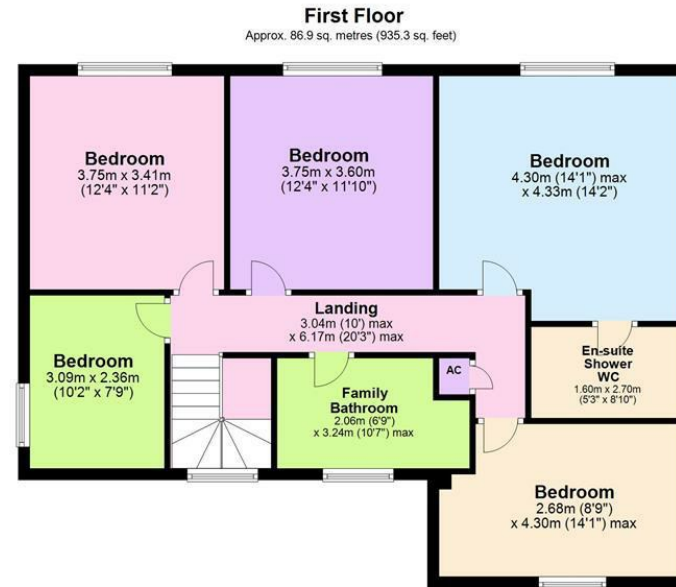 First Floor
Approx. 86.9 sq. metres (935.3 sq. feet)
Bedroom
3.75m x 3.41m
(12'4" x 11'2")
Bedroom
3.75m x 3.60m
(12'4" x 11'10")
Bedroom
4.30m (14'1") max
x 4.33m (14'2")
Landing
3.04m (10') max
x 6.17m (20'3") max
Bedroom
3.09m x 2.36m
(10'2" x 7'9")
Family
Bathroom
2.06m (6'9")
x 3.24m (10'7") max
AC
En-suite
Shower
WC
1.60m x 2.70m
(5'3" x 8'10")
Bedroom
2.68m (8'9")
x 4.30m (14'1") max